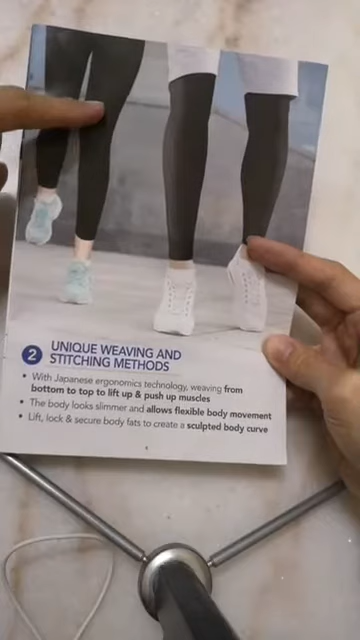 2 UNIQUE WEAVING AND
STITCHING METHODS
• With Japanese ergonomics technology, weaving from
bottom to top to lift up & push up muscles
• The body looks slimmer and allows flexible body movement
• Lift, lock & secure body fats to create a sculpted body curve